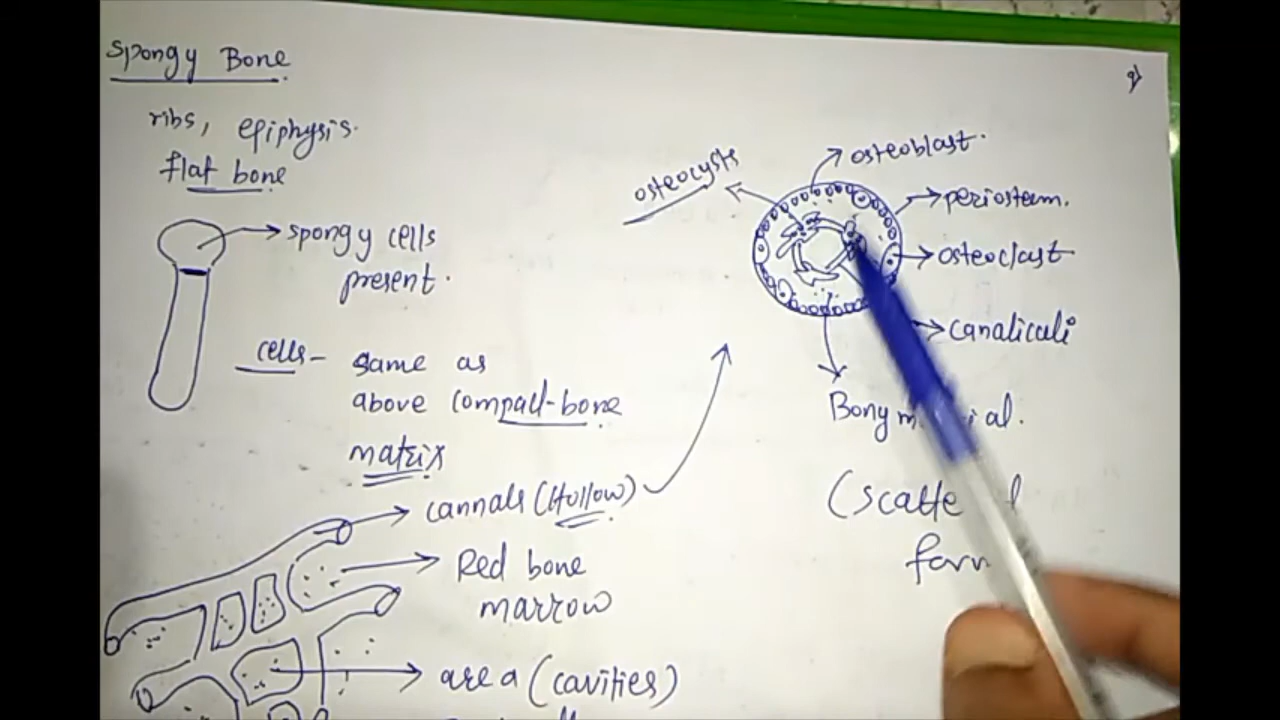 Spongy Bone
ribs, epiphysis.
flat bone
spongy cells
present.
cells - same as
above compact-bone
matrix
cannals (Hollow)
Red bone
marrow
area (cavities)
osteocysts
osteoblast.
periosteum.
osteoclast
canaliculi
Bony